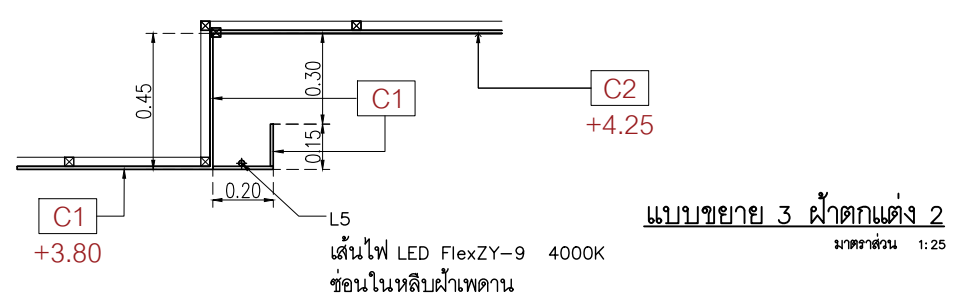 0.45
0.30
C1
0.15
C2
+4.25
0.20
C1
+3.80
L5
เส้นไฟ LED FlexZY-9 4000K
ซ่อนในหลืบฝ้าเพดาน
แบบขยาย 3 ฝ้าตกแต่ง 2
มาตราส่วน 1:25